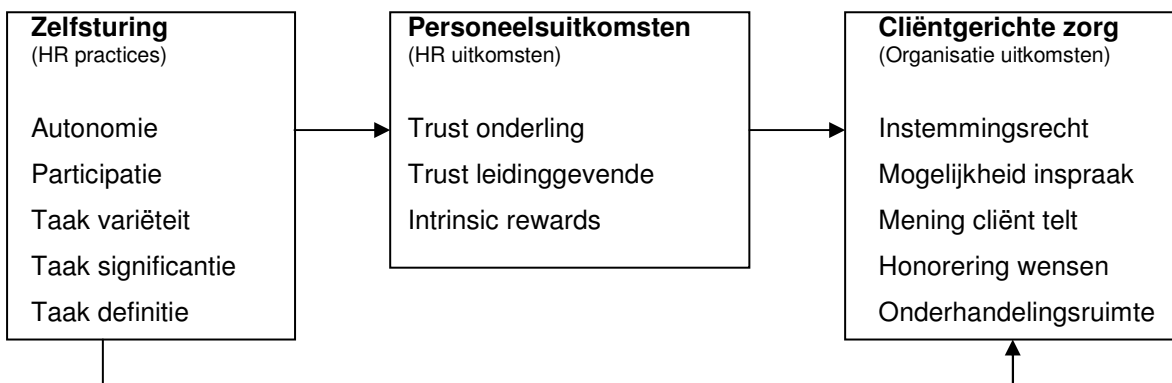 Zelfsturing
(HR practices)
Autonomie
Participatie
Taak variëteit
Taak significantie
Taak definitie
Personeelsuitkomsten
(HR uitkomsten)
Trust onderling
Trust leidinggevende
Intrinsic rewards
Cliëntgerichte zorg
(Organisatie uitkomsten)
Instemmingsrecht
Mogelijkheid inspraak
Mening cliënt telt
Honorering wensen
Onderhandelingsruimte